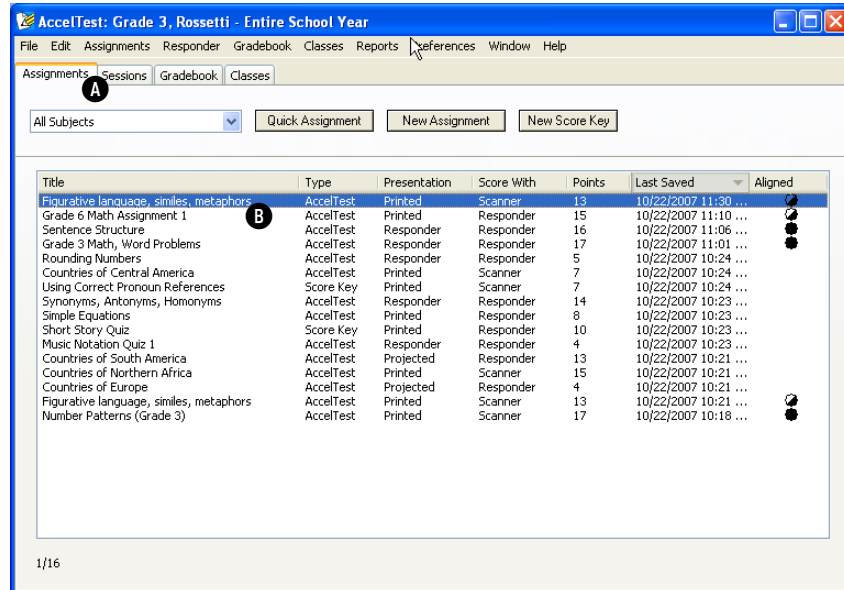 AccelTest: Grade 3, Rossetti - Entire School Year
File Edit Assignments Responder Gradebook Classes Reports Preferences Window Help
Assignments Sessions Gradebook Classes
A
All Subjects Quick Assignment New Assignment New Score Key
Title Type Presentation Score With Points Last Saved Aligned
Figurative language, similes, metaphors AccelTest Printed Scanner 13 10/22/2007 11:30 ...
B
Grade 6 Math Assignment 1 AccelTest Printed Responder 15 10/22/2007 11:10 ...
Sentence Structure AccelTest Responder Responder 16 10/22/2007 11:06 ...
Grade 3 Math, Word Problems AccelTest Responder Responder 17 10/22/2007 11:01 ...
Rounding Numbers AccelTest Responder Responder 5 10/22/2007 10:24 ...
Countries of Central America AccelTest Printed Scanner 7 10/22/2007 10:24 ...
Using Correct Pronoun References Score Key Printed Scanner 7 10/22/2007 10:24 ...
Synonyms, Antonyms, Homonyms AccelTest Responder Responder 14 10/22/2007 10:23 ...
Simple Equations AccelTest Printed Responder 8 10/22/2007 10:23 ...
Short Story Quiz Score Key Printed Responder 10 10/22/2007 10:23 ...
Music Notation Quiz 1 AccelTest Responder Responder 4 10/22/2007 10:23 ...
Countries of South America AccelTest Projected Responder 13 10/22/2007 10:21 ...
Countries of Northern Africa AccelTest Printed Scanner 15 10/22/2007 10:21 ...
Countries of Europe AccelTest Projected Responder 4 10/22/2007 10:21 ...
Figurative language, similes, metaphors AccelTest Printed Scanner 13 10/22/2007 10:21 ...
Number Patterns (Grade 3) AccelTest Printed Scanner 17 10/22/2007 10:18 ...
1/16